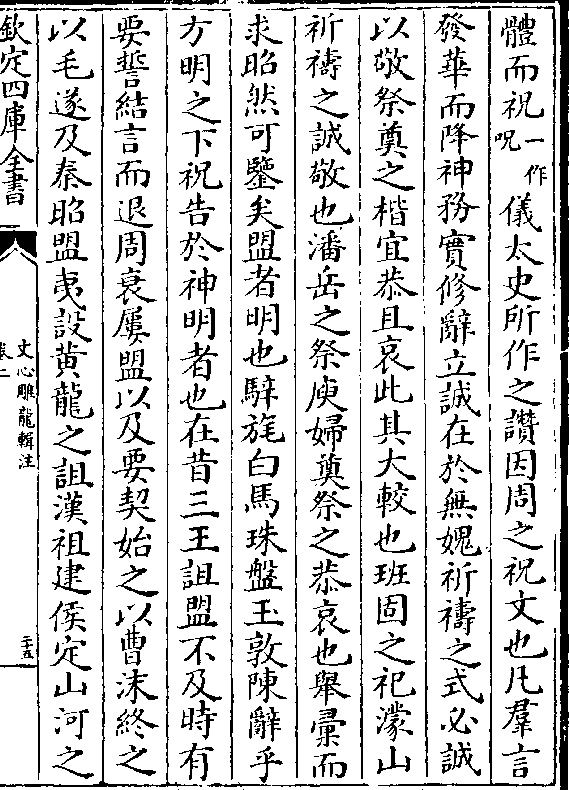 體而祝一作呪儀太史所作之讚因周之祝文也凡羣言
發華而降神務實修辭立誠在於無媿祈禱之式必誠
以敬祭奠之楷宜恭且哀此其大較也班固之祀濛山
祈禱之誠敬也潘岳之祭庾婦奠祭之恭哀也舉彙而
求昭然可鑒矣盟者明也騂旄白馬珠盤玉敦陳辭乎
方明之下祝告於神明者也在昔三王詛盟不及時有
要誓結言而退周衰屢盟以及要契始之以曹沫終之
以毛遂及秦昭盟夷設黄龍之詛漢祖建侯定山河之
欽定四庫全書
文心雕龍輯注
卷二
二十五